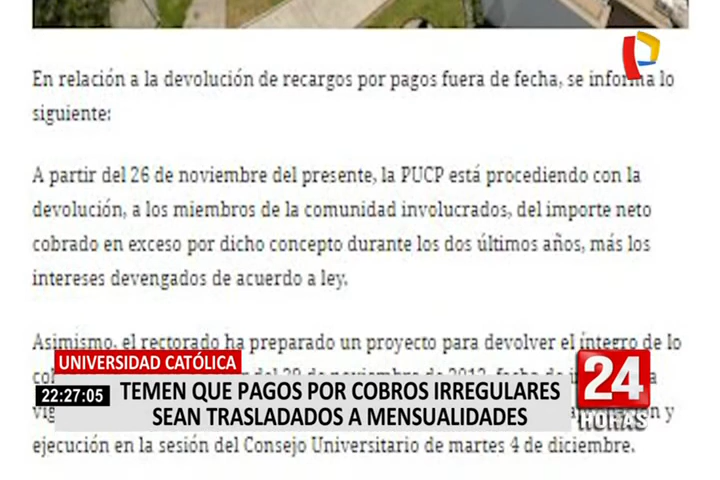 En relación a la devolución de recargos por pagos fuera de fecha, se informa lo
siguiente:
A partir del 26 de noviembre del presente, la PUCP está procediendo con la
devolución, a los miembros de la comunidad involucrados, del importe neto
cobrado en exceso por dicho concepto durante los dos últimos años, más los
intereses devengados de acuerdo a ley.
Asimismo, el rectorado ha preparado un proyecto para devolver el íntegro de lo
UNIVERSIDAD CATÓLICA
22:27:05
TEMEN QUE PAGOS POR COBROS IRREGULARES
SEAN TRASLADADOS A MENSUALIDADES
24
HORAS
ejecución en la sesión del Consejo Universitario de martes 4 de diciembre.